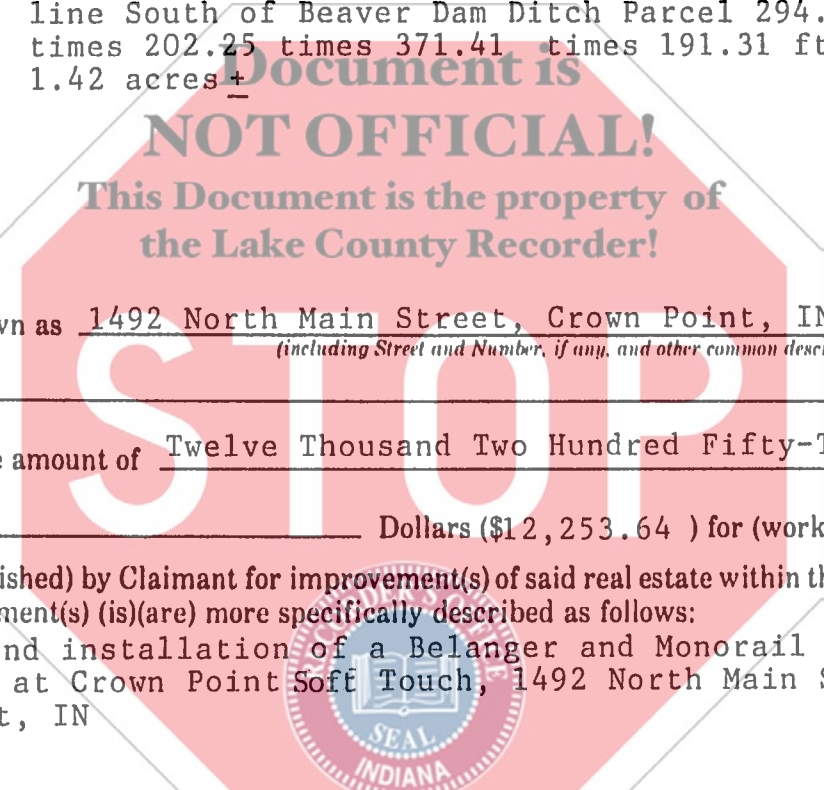 line South of Beaver Dam Ditch Parcel 294.
times 202.25 times 371.41 times 191.31 ft
1.42 acres ±
Document is
NOT OFFICIAL!
This Document is the property of
the Lake County Recorder!
wn as 1492 North Main Street, Crown Point, IN
(including Street and Number, if any, and other common descr
STOP
e amount of Twelve Thousand Two Hundred Fifty-T
Dollars ($12,253.64 ) for (work
ished) by Claimant for improvement(s) of said real estate within th
ment(s) (is)(are) more specifically described as follows:
nd installation of a Belanger and Monorail
at Crown Point Soft Touch, 1492 North Main S
t, IN
RECORDER'S OFFICE
SEAL
INDIANA